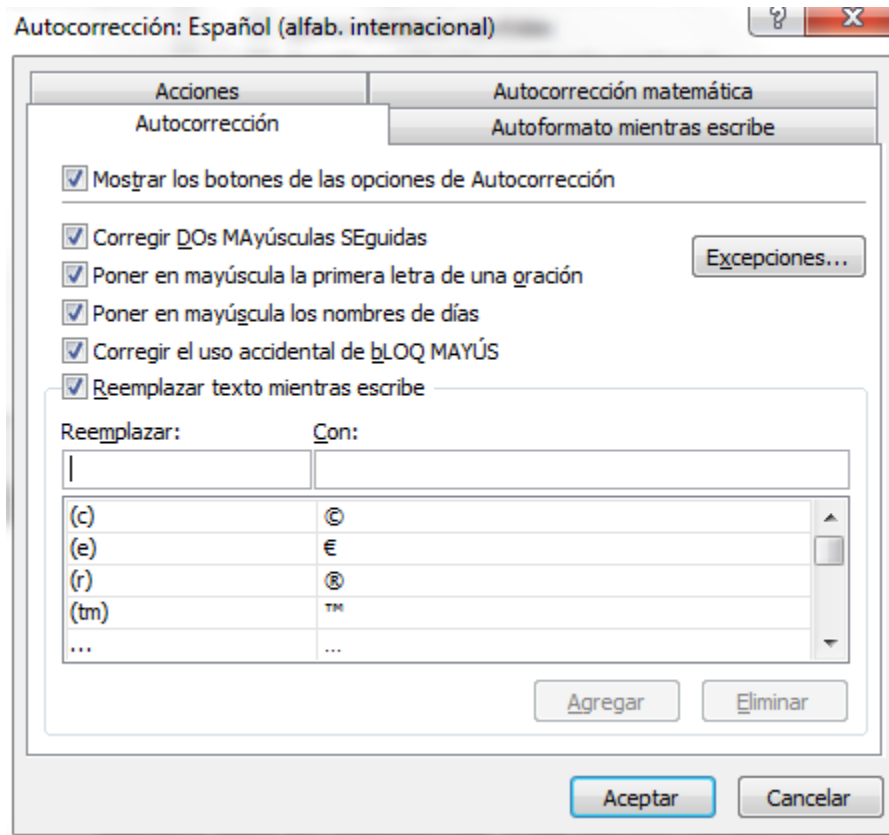 Autocorrección: Español (alfab. internacional)
Acciones
Autocorrección matemática
Autocorrección
Autoformato mientras escribe
Mostrar los botones de las opciones de Autocorrección
Corregir DOs MAyúsculas SEguidas
Excepciones...
Poner en mayúscula la primera letra de una oración
Poner en mayúscula los nombres de días
Corregir el uso accidental de bLOQ MAYÚS
Reemplazar texto mientras escribe
Reemplazar: Con:
(c) ©
(e) €
(r) ®
(tm) ™
... …
Agregar Eliminar
Aceptar Cancelar